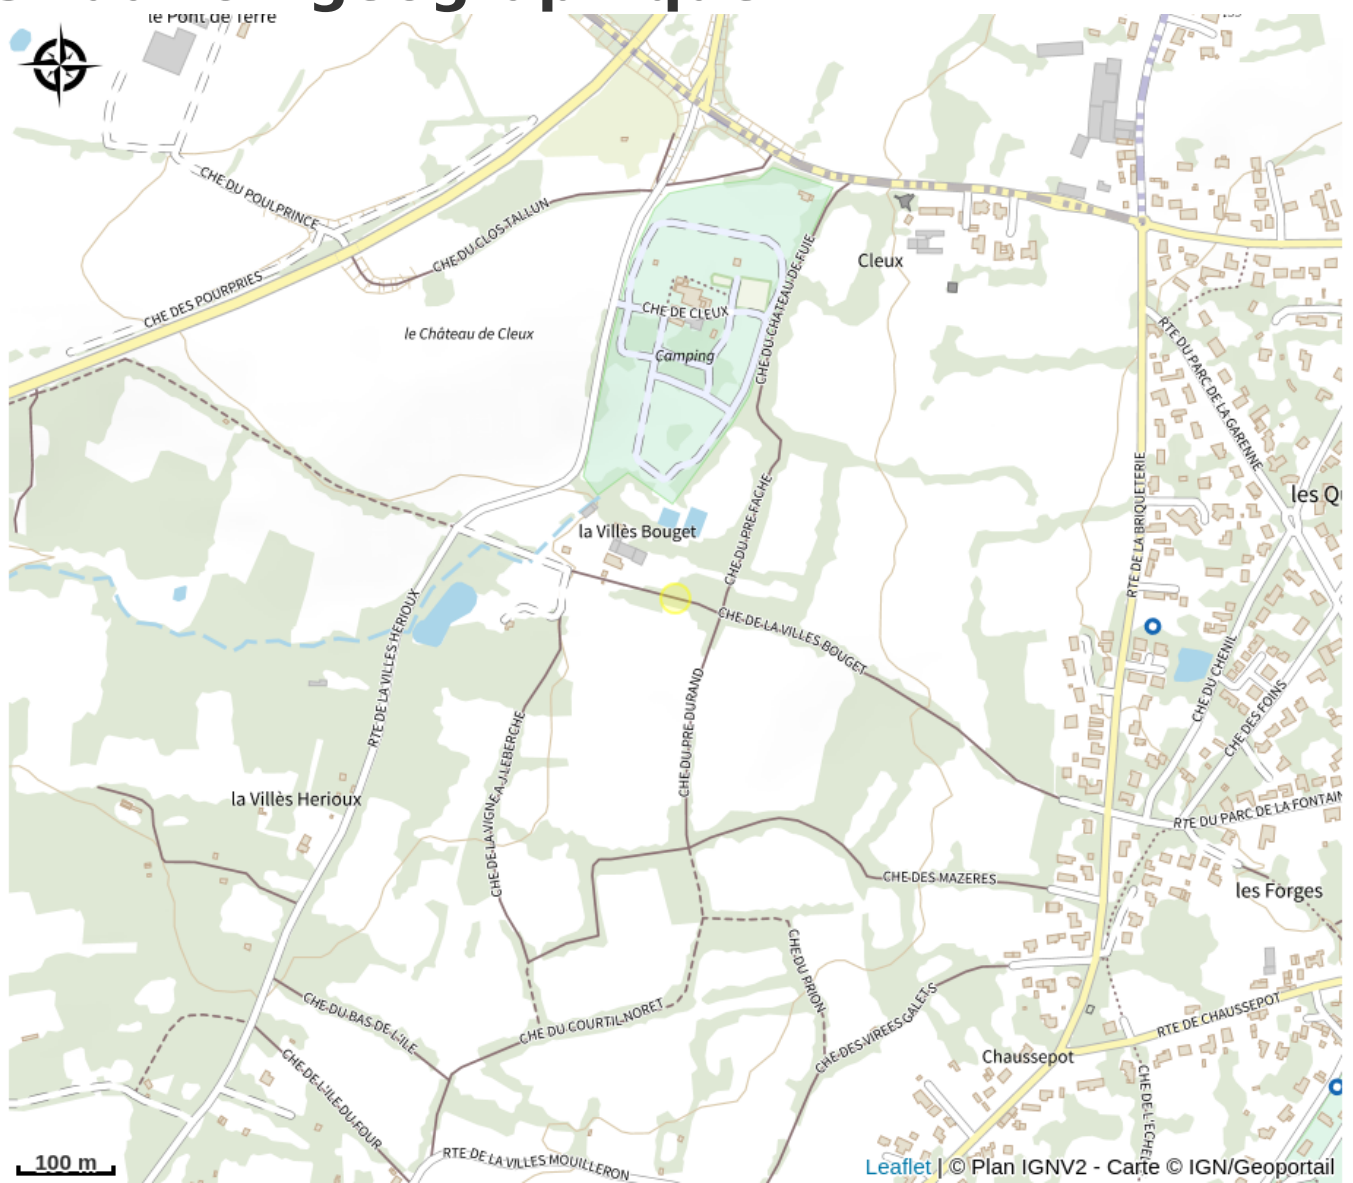 le Pont de Terre
CHE DU POULPRINCE
CHE DU CLOS TALLUN
CHE DES POURPRIES
le Château de Cleux
CHE DE CLEUX
Camping
CHE DU CHATEAU DE FUIE
Cleux
RTE DU PARC DE LA GARENNE
RTE DE LA BRIQUETERIE
les Q
la Villès Bouget
CHE DU PRE FACHE
CHE DE LA VILLES BOUGET
RTE DE LA VILLES HERIOUX
CHE DU PRE DURAND
CHE DE LA VIGNE A J LEBERCHE
CHE DU CHENIL
CHE DES FOINS
la Villès Herioux
RTE DU PARC DE LA FONTAIN
CHE DES MAZERES
les Forges
CHE DU PRION
CHE DES VIREES GALETS
CHE DU BAS DE L'ILE
CHE DU COURTIL NORET
RTE DE CHAUSSEPOT
Chaussepot
CHE DE L'ILE DU FOUR
CHE DE L'ECHEL
RTE DE LA VILLES MOUILLERON
100 m
Leaflet | © Plan IGNV2 - Carte © IGN/Geoportail